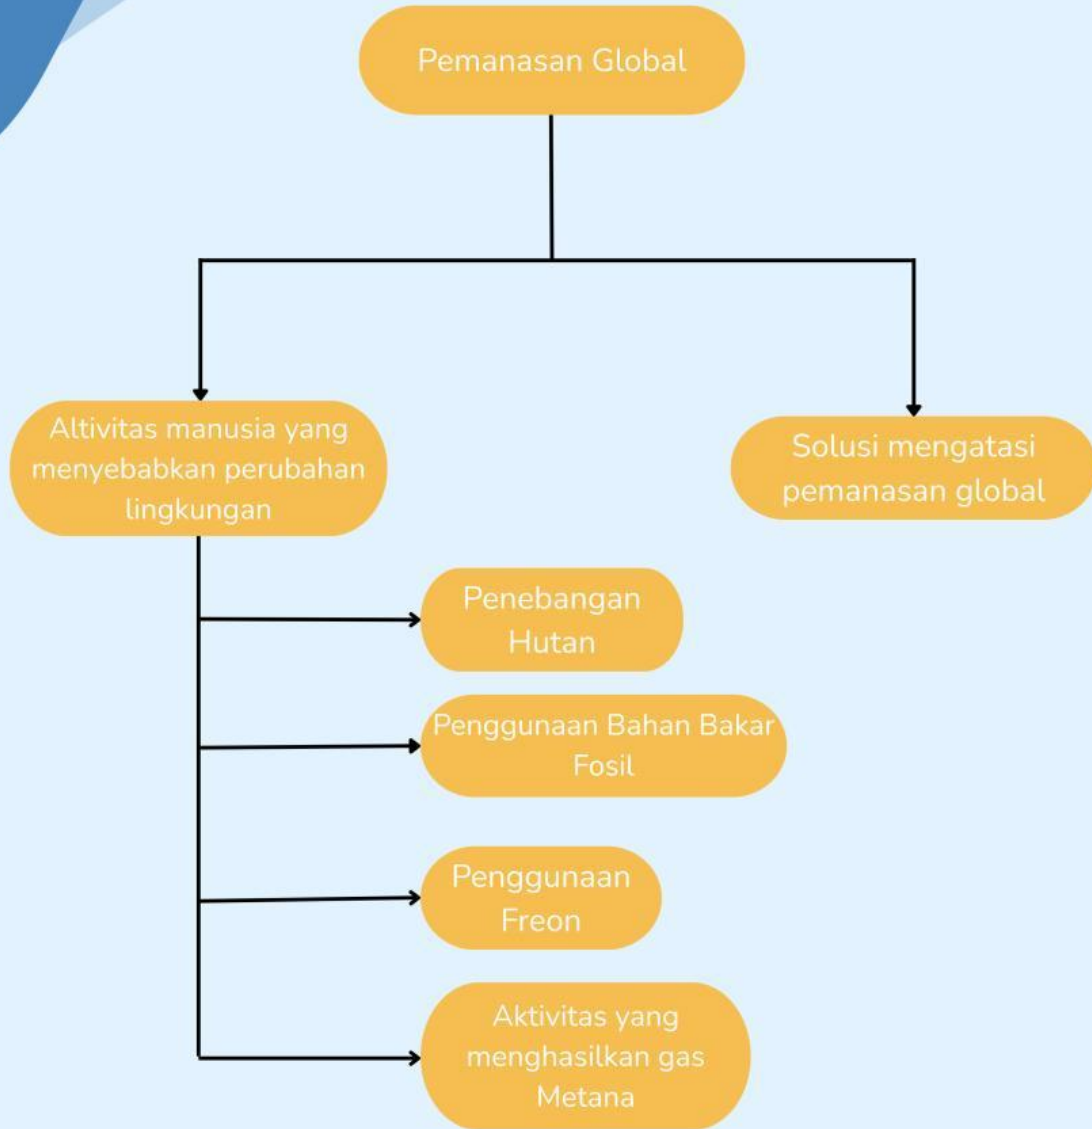 Pemanasan Global
Altivitas manusia yang
menyebabkan perubahan
lingkungan
Solusi mengatasi
pemanasan global
Penebangan
Hutan
Penggunaan Bahan Bakar
Fosil
Penggunaan
Freon
Aktivitas yang
menghasilkan gas
Metana